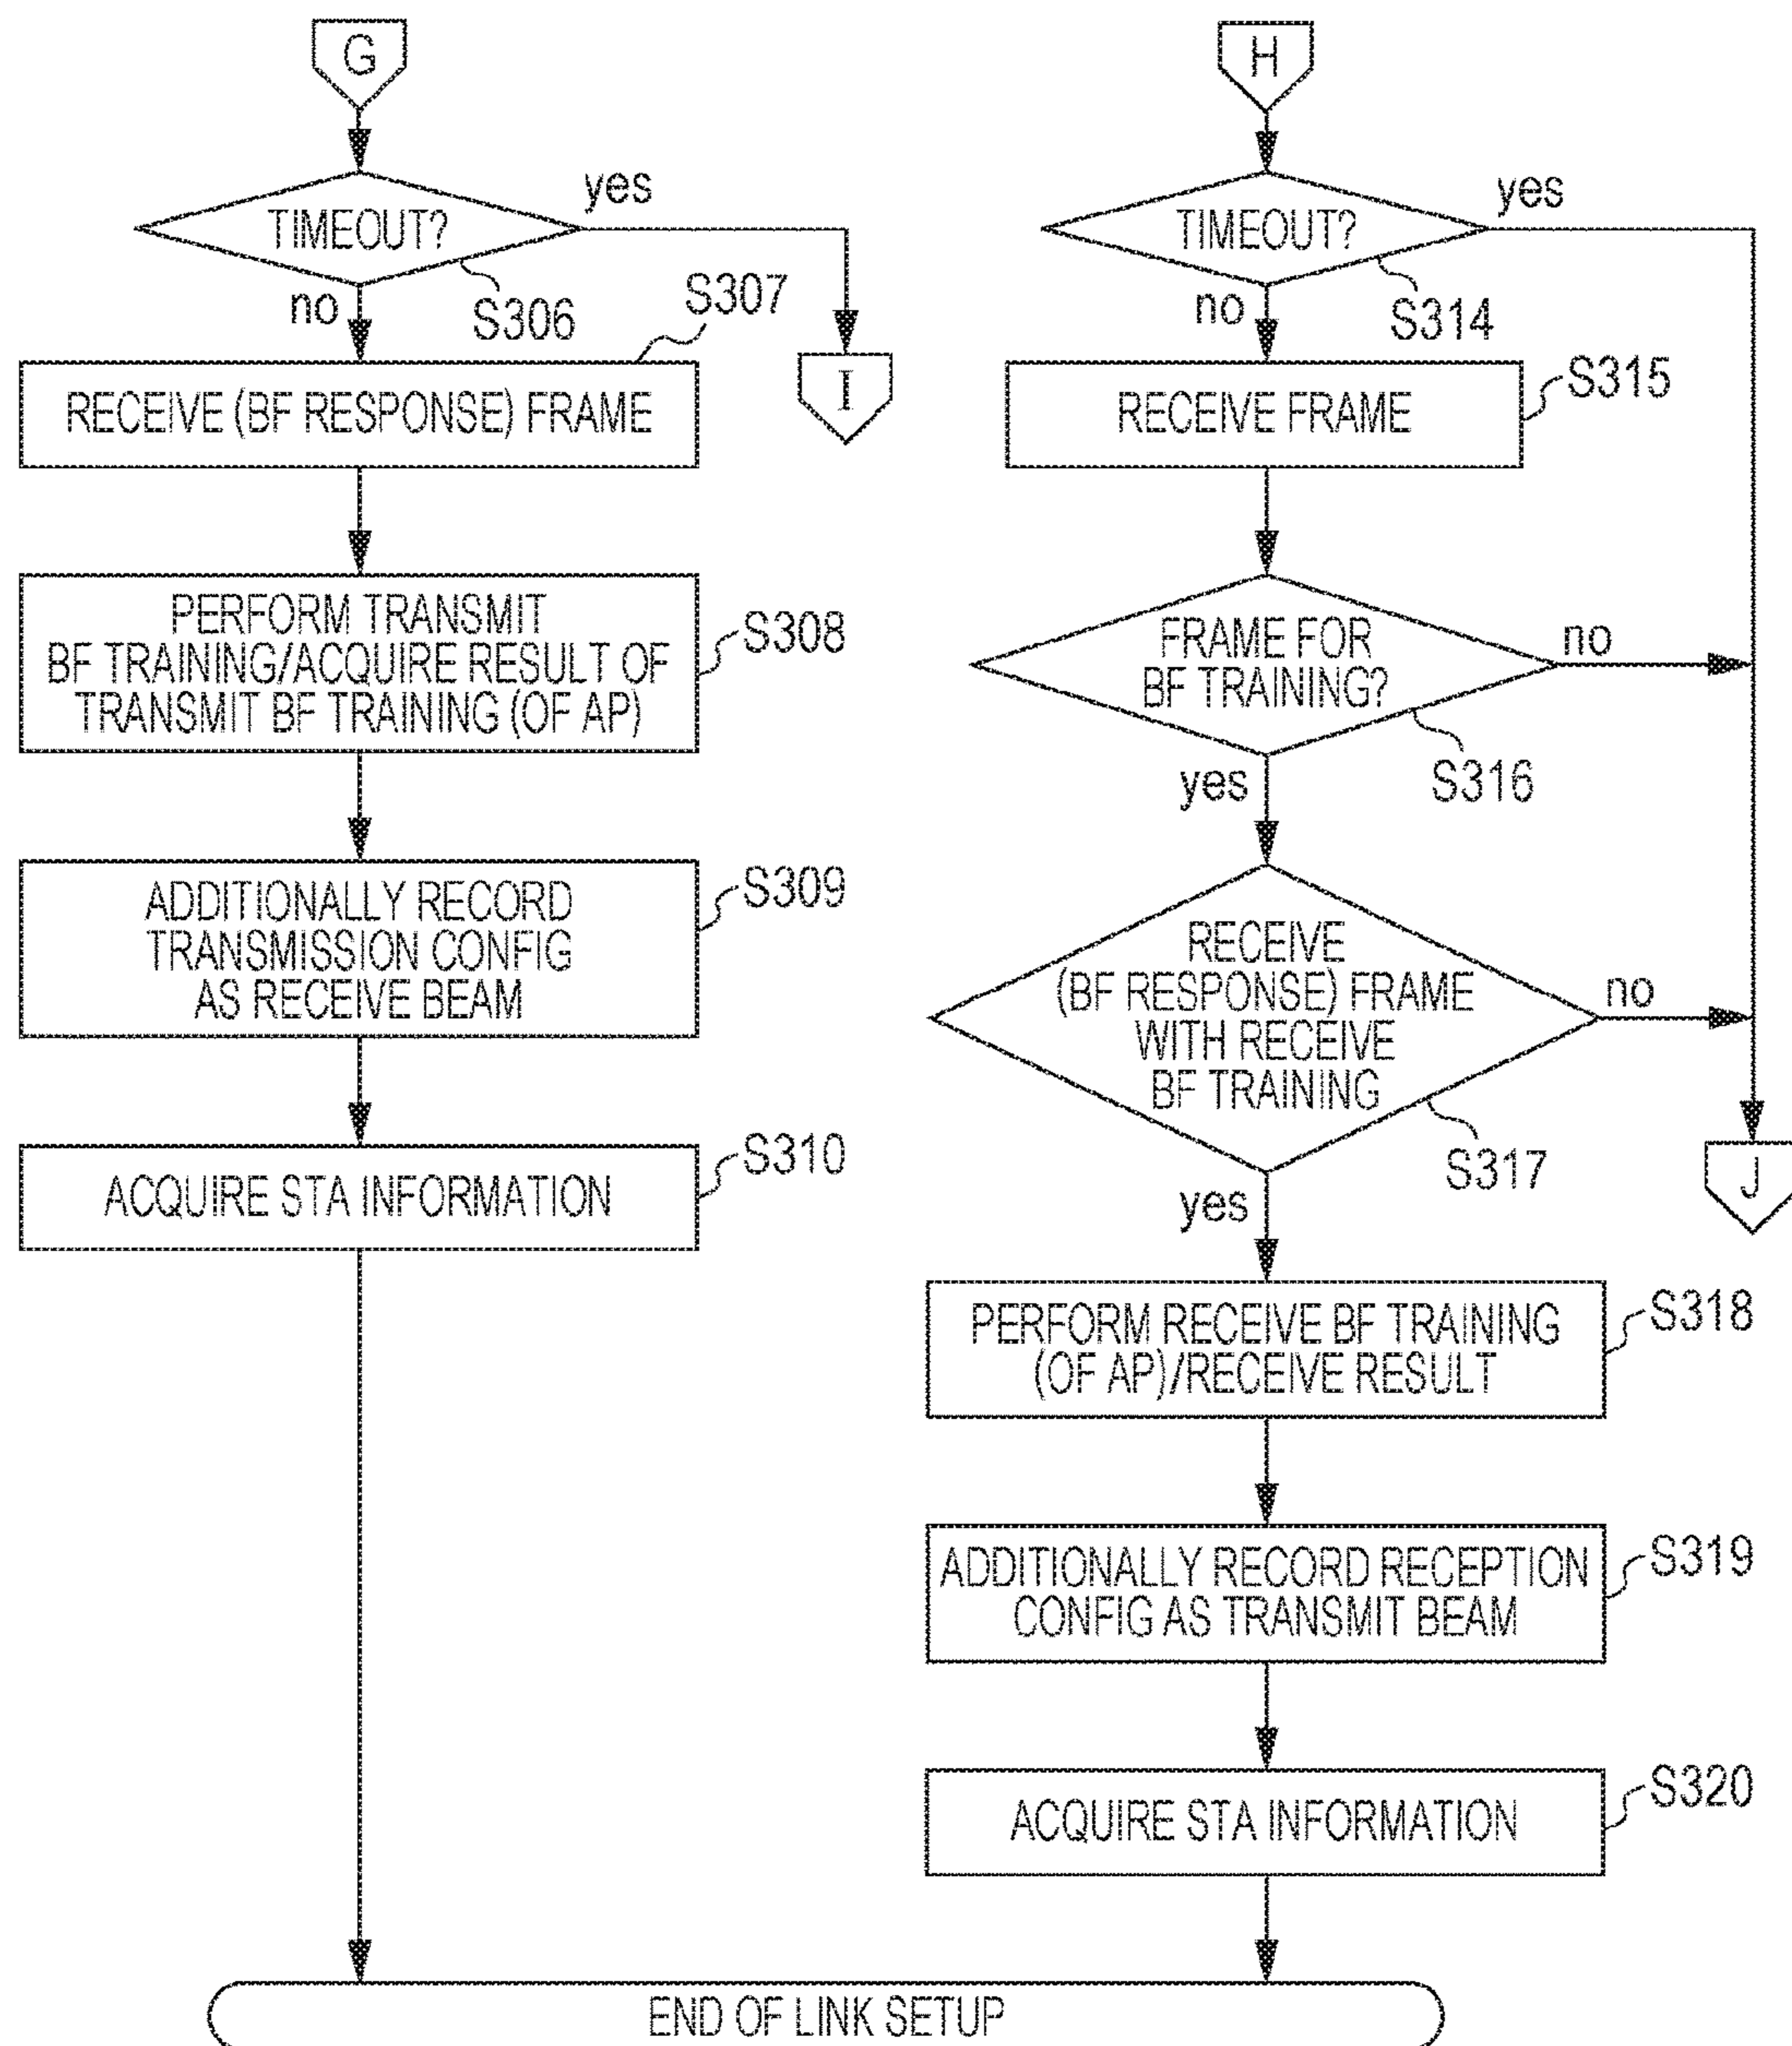 G
TIMEOUT?
yes
no
S306
S307
RECEIVE (BF RESPONSE) FRAME
I
PERFORM TRANSMIT
BF TRAINING/ACQUIRE RESULT OF
TRANSMIT BF TRAINING (OF AP)
S308
ADDITIONALLY RECORD
TRANSMISSION CONFIG
AS RECEIVE BEAM
S309
ACQUIRE STA INFORMATION
S310
H
TIMEOUT?
yes
no
S314
RECEIVE FRAME
S315
FRAME FOR
BF TRAINING?
no
yes
S316
RECEIVE
(BF RESPONSE) FRAME
WITH RECEIVE
BF TRAINING
no
yes
S317
J
PERFORM RECEIVE BF TRAINING
(OF AP)/RECEIVE RESULT
S318
ADDITIONALLY RECORD RECEPTION
CONFIG AS TRANSMIT BEAM
S319
ACQUIRE STA INFORMATION
S320
END OF LINK SETUP